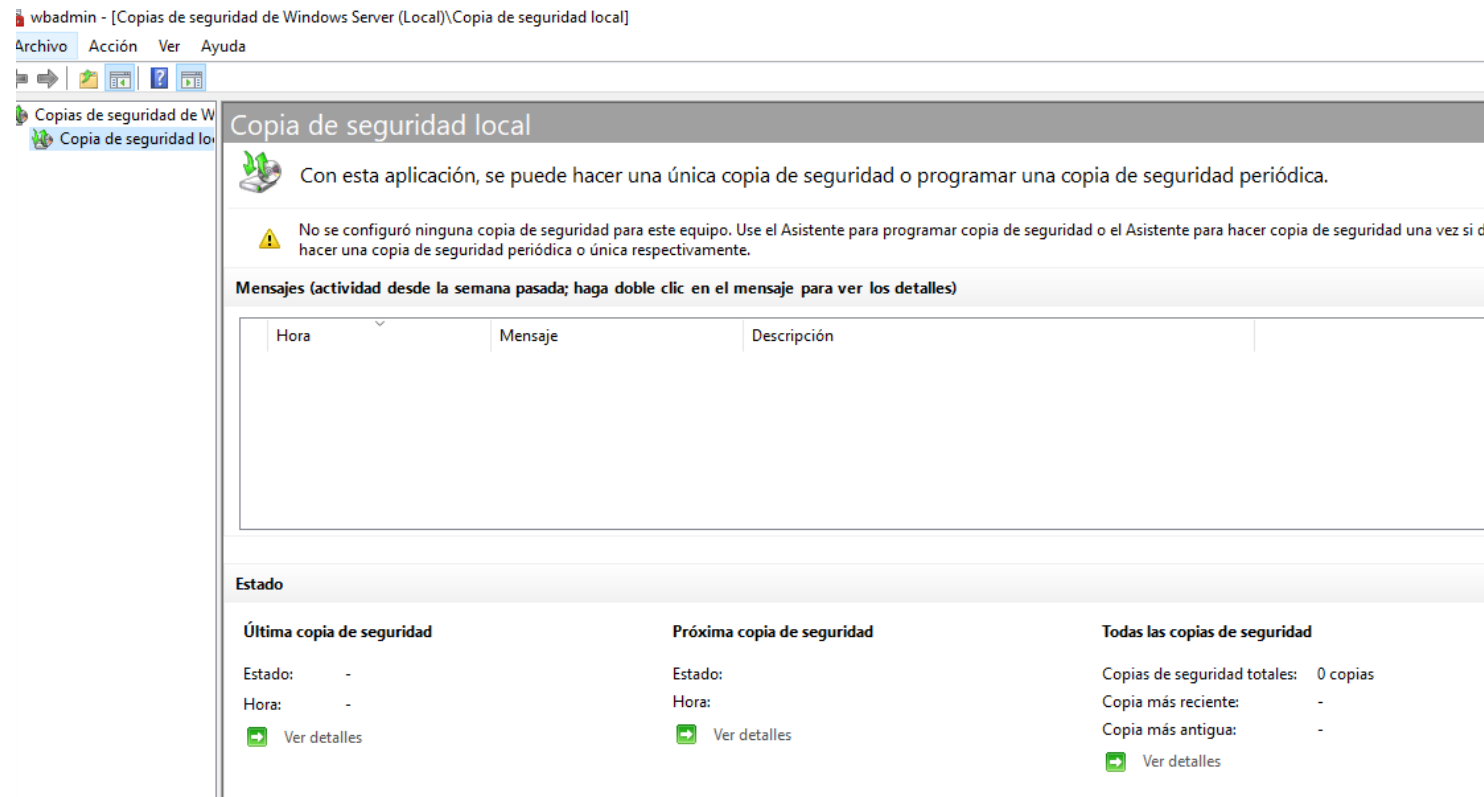 wbadmin - [Copias de seguridad de Windows Server (Local)\Copia de seguridad local]
Archivo Acción Ver Ayuda
Copias de seguridad de W
Copia de seguridad lo
Copia de seguridad local
Con esta aplicación, se puede hacer una única copia de seguridad o programar una copia de seguridad periódica.
No se configuró ninguna copia de seguridad para este equipo. Use el Asistente para programar copia de seguridad o el Asistente para hacer copia de seguridad una vez si d
hacer una copia de seguridad periódica o única respectivamente.
Mensajes (actividad desde la semana pasada; haga doble clic en el mensaje para ver los detalles)
Hora Mensaje Descripción
Estado
Última copia de seguridad Próxima copia de seguridad Todas las copias de seguridad
Estado: - Estado: Copias de seguridad totales: 0 copias
Hora: - Hora: Copia más reciente: -
Ver detalles Ver detalles Copia más antigua: -
Ver detalles